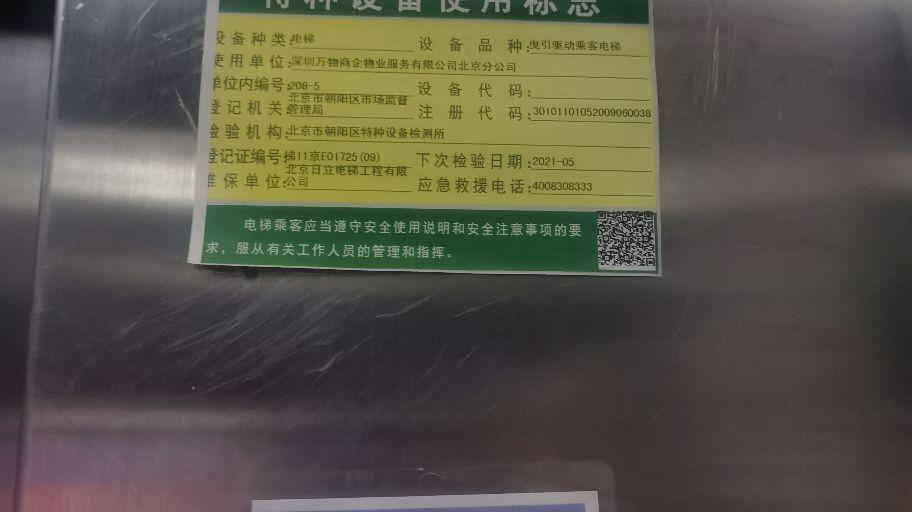 特种设备使用标志
设备种类:电梯 设备品种:曳引驱动乘客电梯
使用单位:深圳万物商企物业服务有限公司北京分公司
单位内编号:208-5 设备代码:
登记机关:北京市朝阳区市场监督管理局 注册代码:30101101052009060038
检验机构:北京市朝阳区特种设备检测所
登记证编号:梯11京E01725(09) 下次检验日期:2021-05
维保单位:北京日立电梯工程有限公司 应急救援电话:4008308333
电梯乘客应当遵守安全使用说明和安全注意事项的要
求,服从有关工作人员的管理和指挥。